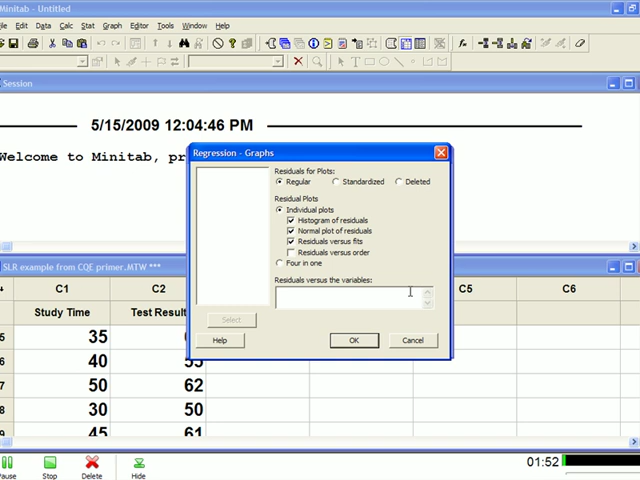 Minitab - Untitled
File Edit Data Calc Stat Graph Editor Tools Window Help
Session
5/15/2009 12:04:46 PM
Welcome to Minitab,
Regression - Graphs
Residuals for Plots:
Regular Standardized Deleted
Residual Plots
Individual plots
Histogram of residuals
Normal plot of residuals
Residuals versus fits
Residuals versus order
Four in one
Residuals versus the variables:
Select
Help OK Cancel
SLR example from CQE primer.MTW ***
C1 C2 C5 C6
Study Time Test Result
5 35
6 40 55
7 50 62
8 30 50
9 45 61
Pause Stop Delete Hide 01:52